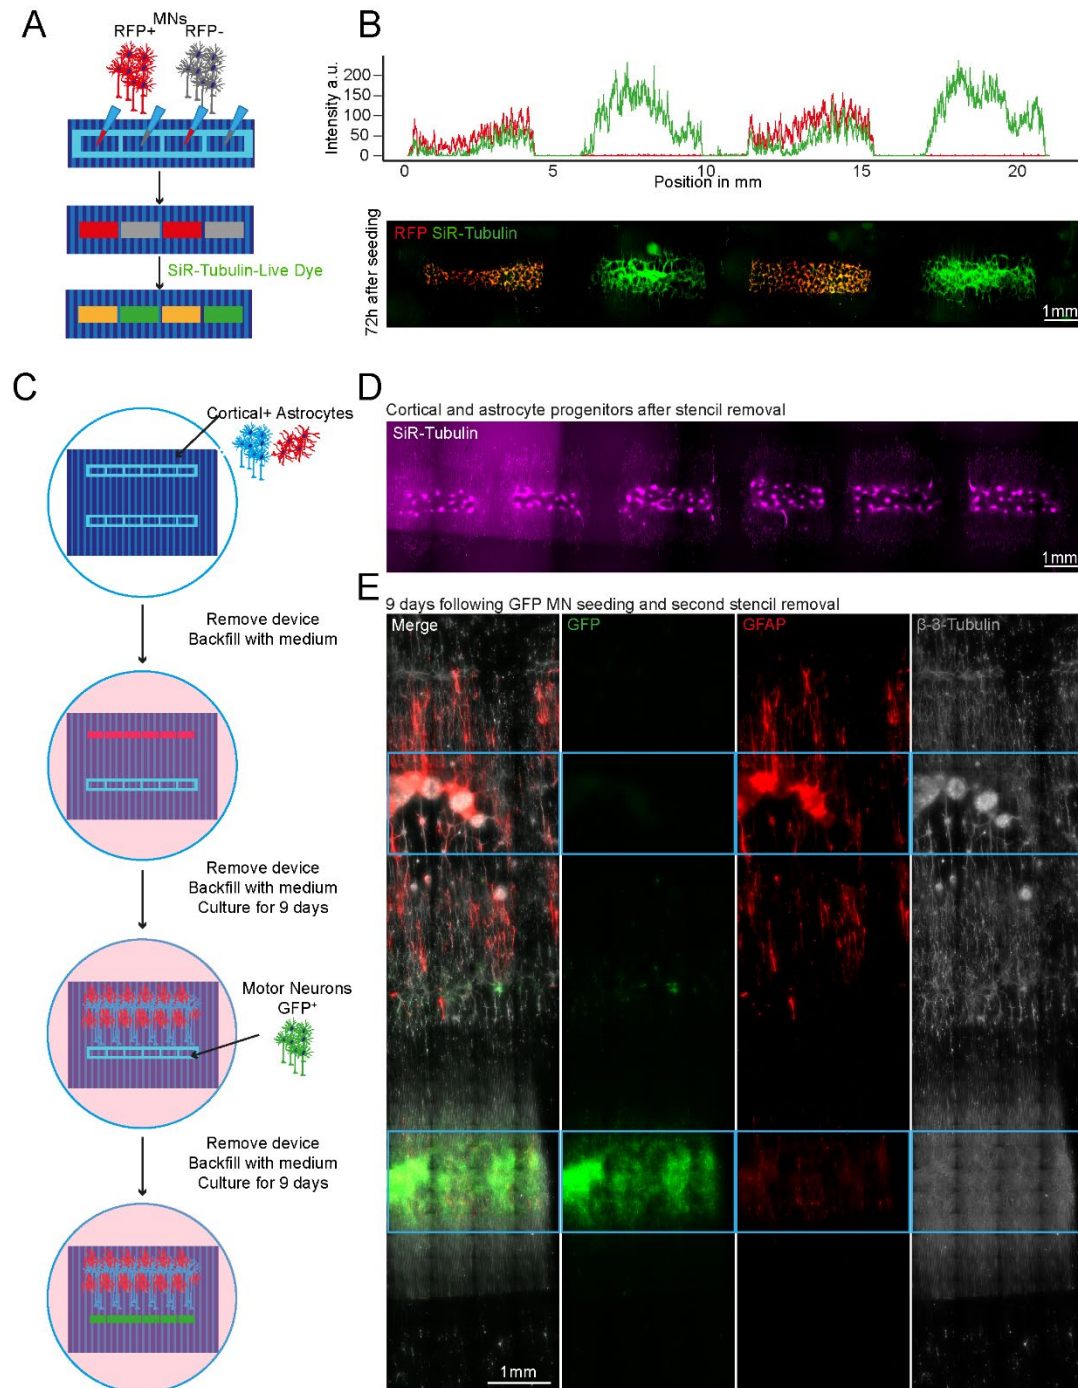 A
MNs
RFP+ RFP-
SiR-Tubulin-Live Dye
B
Intensity a.u.
200
150
100
50
0
0 5 10 15 20
Position in mm
72h after seeding
RFP SiR-Tubulin
1mm
C
Cortical+ Astrocytes
Remove device
Backfill with medium
Remove device
Backfill with medium
Culture for 9 days
Motor Neurons
GFP⁺
Remove device
Backfill with medium
Culture for 9 days
D
Cortical and astrocyte progenitors after stencil removal
SiR-Tubulin
1mm
E
9 days following GFP MN seeding and second stencil removal
Merge GFP GFAP β-3-Tubulin
1mm